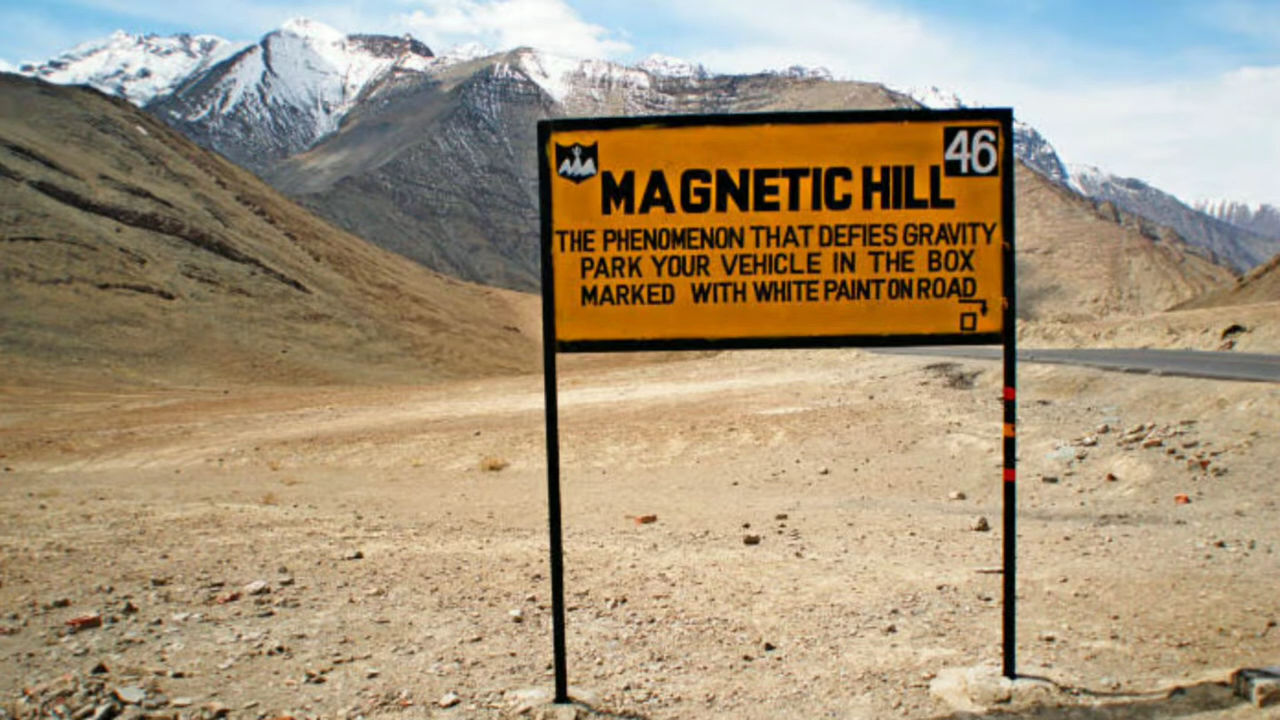 46
MAGNETIC HILL
THE PHENOMENON THAT DEFIES GRAVITY
PARK YOUR VEHICLE IN THE BOX
MARKED WITH WHITE PAINT ON ROAD